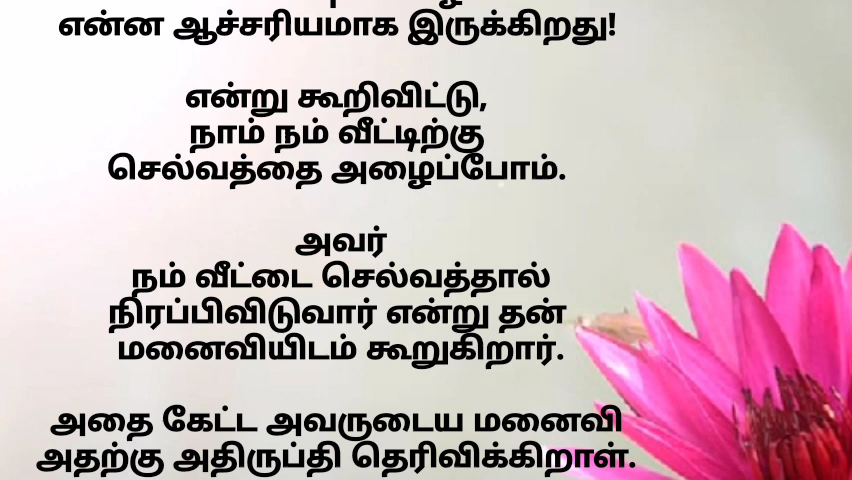 என்ன ஆச்சரியமாக இருக்கிறது!
என்று கூறிவிட்டு,
நாம் நம் வீட்டிற்கு
செல்வத்தை அழைப்போம்.
அவர்
நம் வீட்டை செல்வத்தால்
நிரப்பிவிடுவார் என்று தன்
மனைவியிடம் கூறுகிறார்.
அதை கேட்ட அவருடைய மனைவி
அதற்கு அதிருப்தி தெரிவிக்கிறாள்.